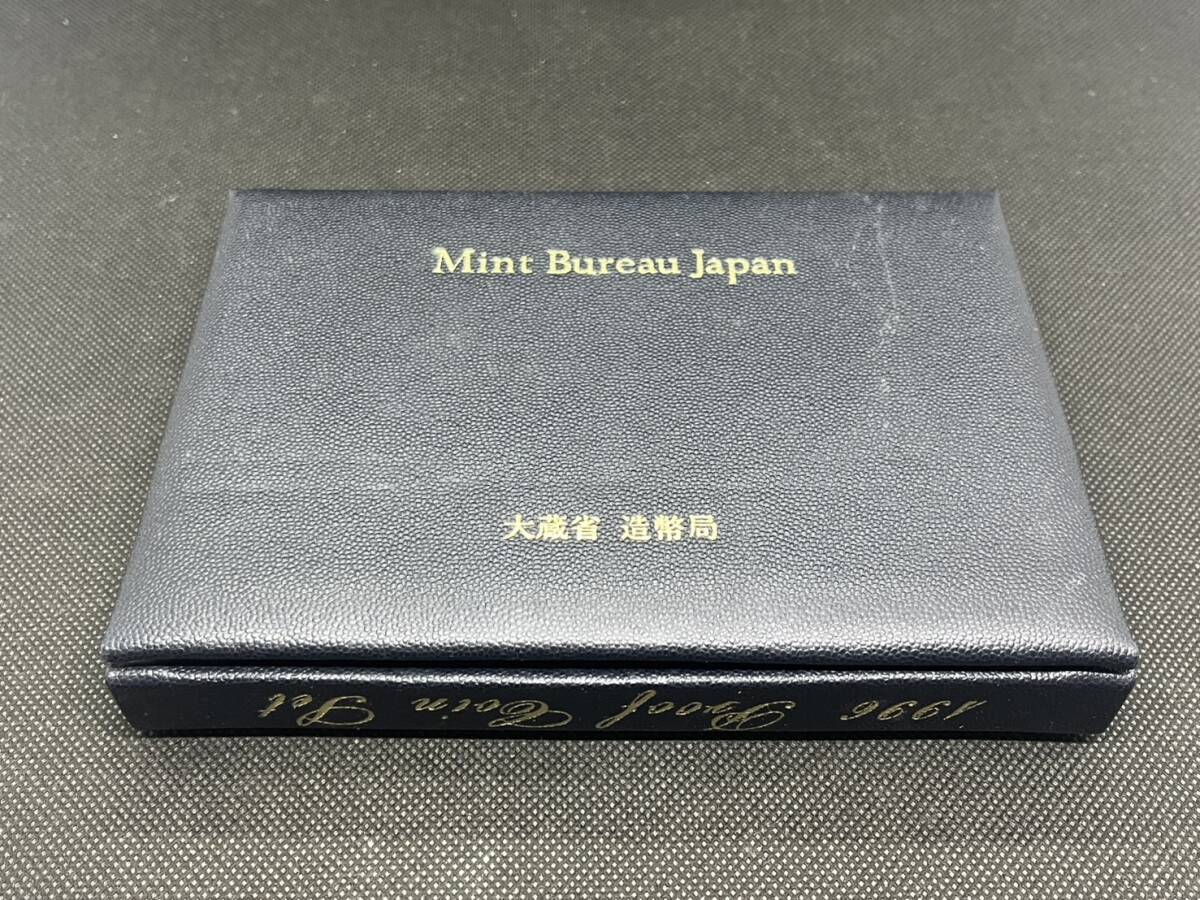 Mint Bureau Japan
大蔵省 造幣局
1996 Proof Coin Set